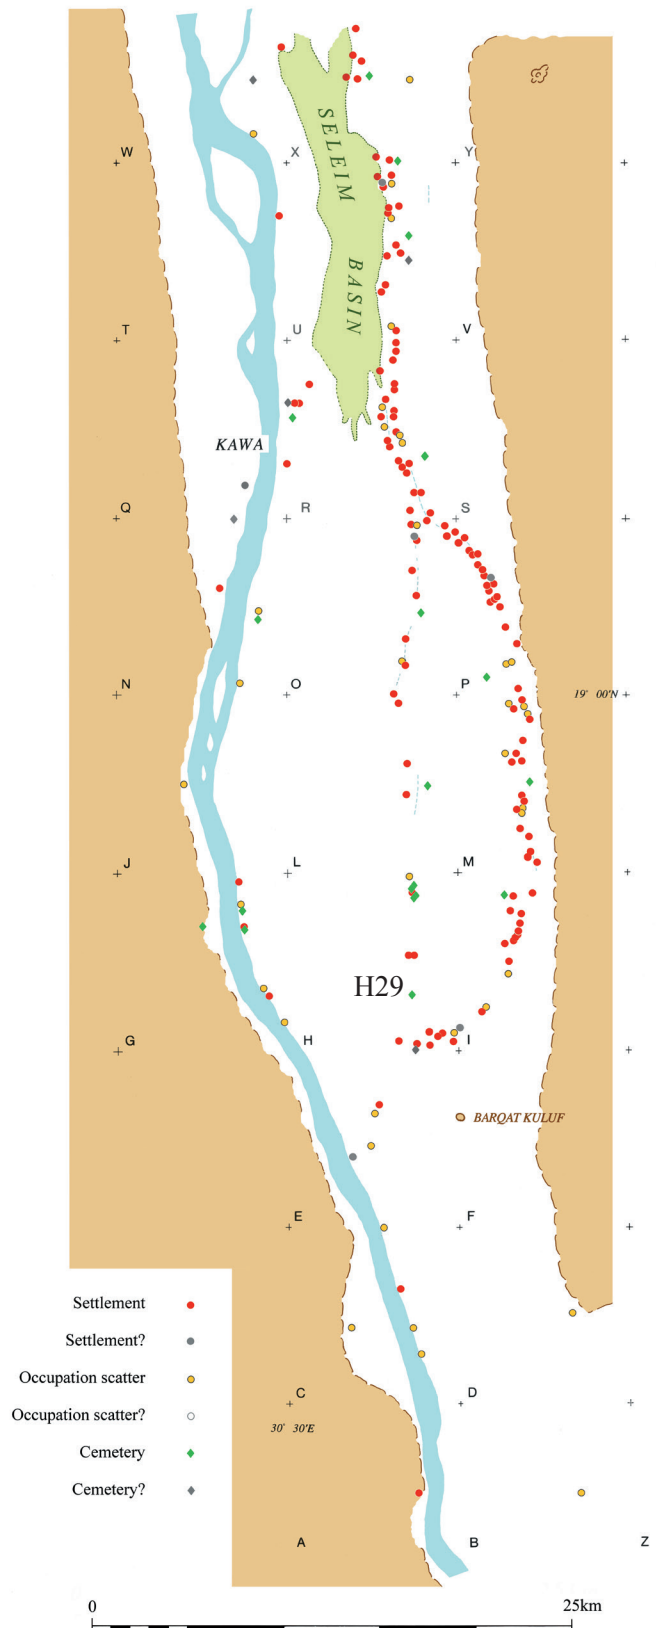 W
X
Y
SELEIM
BASIN
T
U
V
KAWA
Q
R
S
N
O
P
19° 00'N
J
L
M
H29
G
H
I
BARQAT KULUF
E
F
Settlement
Settlement?
Occupation scatter
Occupation scatter?
Cemetery
Cemetery?
C
D
30° 30'E
A
B
Z
0
25km